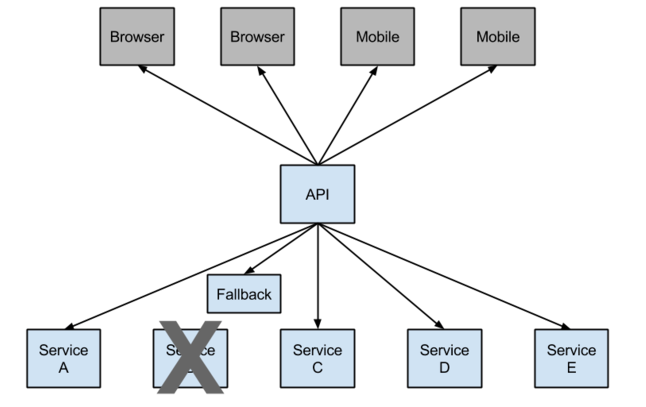 Browser
Browser
Mobile
Mobile
API
Fallback
Service
A
Service
C
Service
D
Service
E